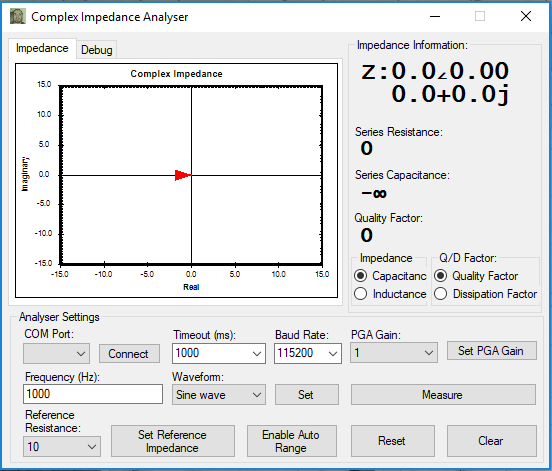 Complex Impedance Analyser
Impedance
Debug
Complex Impedance
15.0
10.0
5.0
0.0
-5.0
-10.0
-15.0
-15.0 -10.0 -5.0 0.0 5.0 10.0 15.0
Imaginary
Real
Impedance Information:
z:0.0∠0.00
0.0+0.0j
Series Resistance:
0
Series Capacitance:
-∞
Quality Factor:
0
Impedance
Capacitanc
Inductance
Q/D Factor:
Quality Factor
Dissipation Factor
Analyser Settings
COM Port:
Connect
Timeout (ms):
1000
Baud Rate:
115200
PGA Gain:
1
Set PGA Gain
Frequency (Hz):
1000
Waveform:
Sine wave
Set
Measure
Reference
Resistance:
10
Set Reference
Impedance
Enable Auto
Range
Reset
Clear